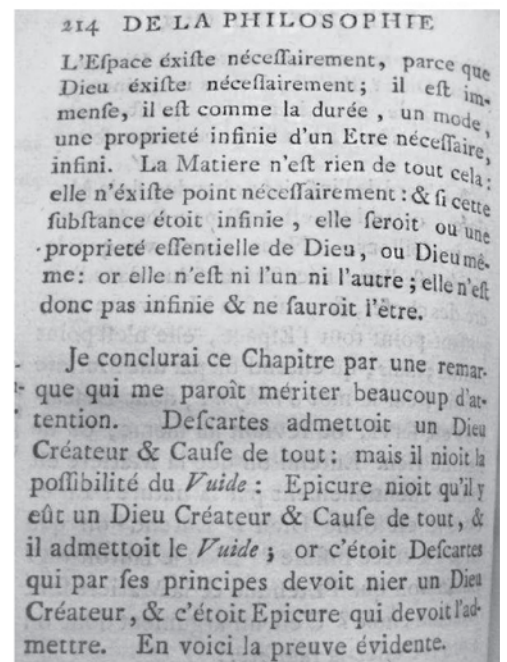 214 DE LA PHILOSOPHIE
L'Eſpace éxiſte néceſſairement, parce que
Dieu éxiſte néceſſairement; il eſt im-
menſe, il eſt comme la durée, un mode,
une proprieté infinie d'un Etre néceſſaire,
infini. La Matiere n'eſt rien de tout cela:
elle n'éxiſte point néceſſairement: & ſi cette
ſubſtance étoit infinie, elle ſeroit ou une
proprieté eſſentielle de Dieu, ou Dieu mê-
me: or elle n'eſt ni l'un ni l'autre; elle n'eſt
donc pas infinie & ne ſauroit l'être.
Je conclurai ce Chapitre par une remar-
que qui me paroît mériter beaucoup d'at-
tention. Deſcartes admettoit un Dieu
Créateur & Cauſe de tout: mais il nioit la
poſſibilité du Vuide: Epicure nioit qu'il y
eût un Dieu Créateur & Cauſe de tout, &
il admettoit le Vuide; or c'étoit Deſcartes
qui par ſes principes devoit nier un Dieu
Créateur, & c'étoit Epicure qui devoit l'ad-
mettre. En voici la preuve évidente.